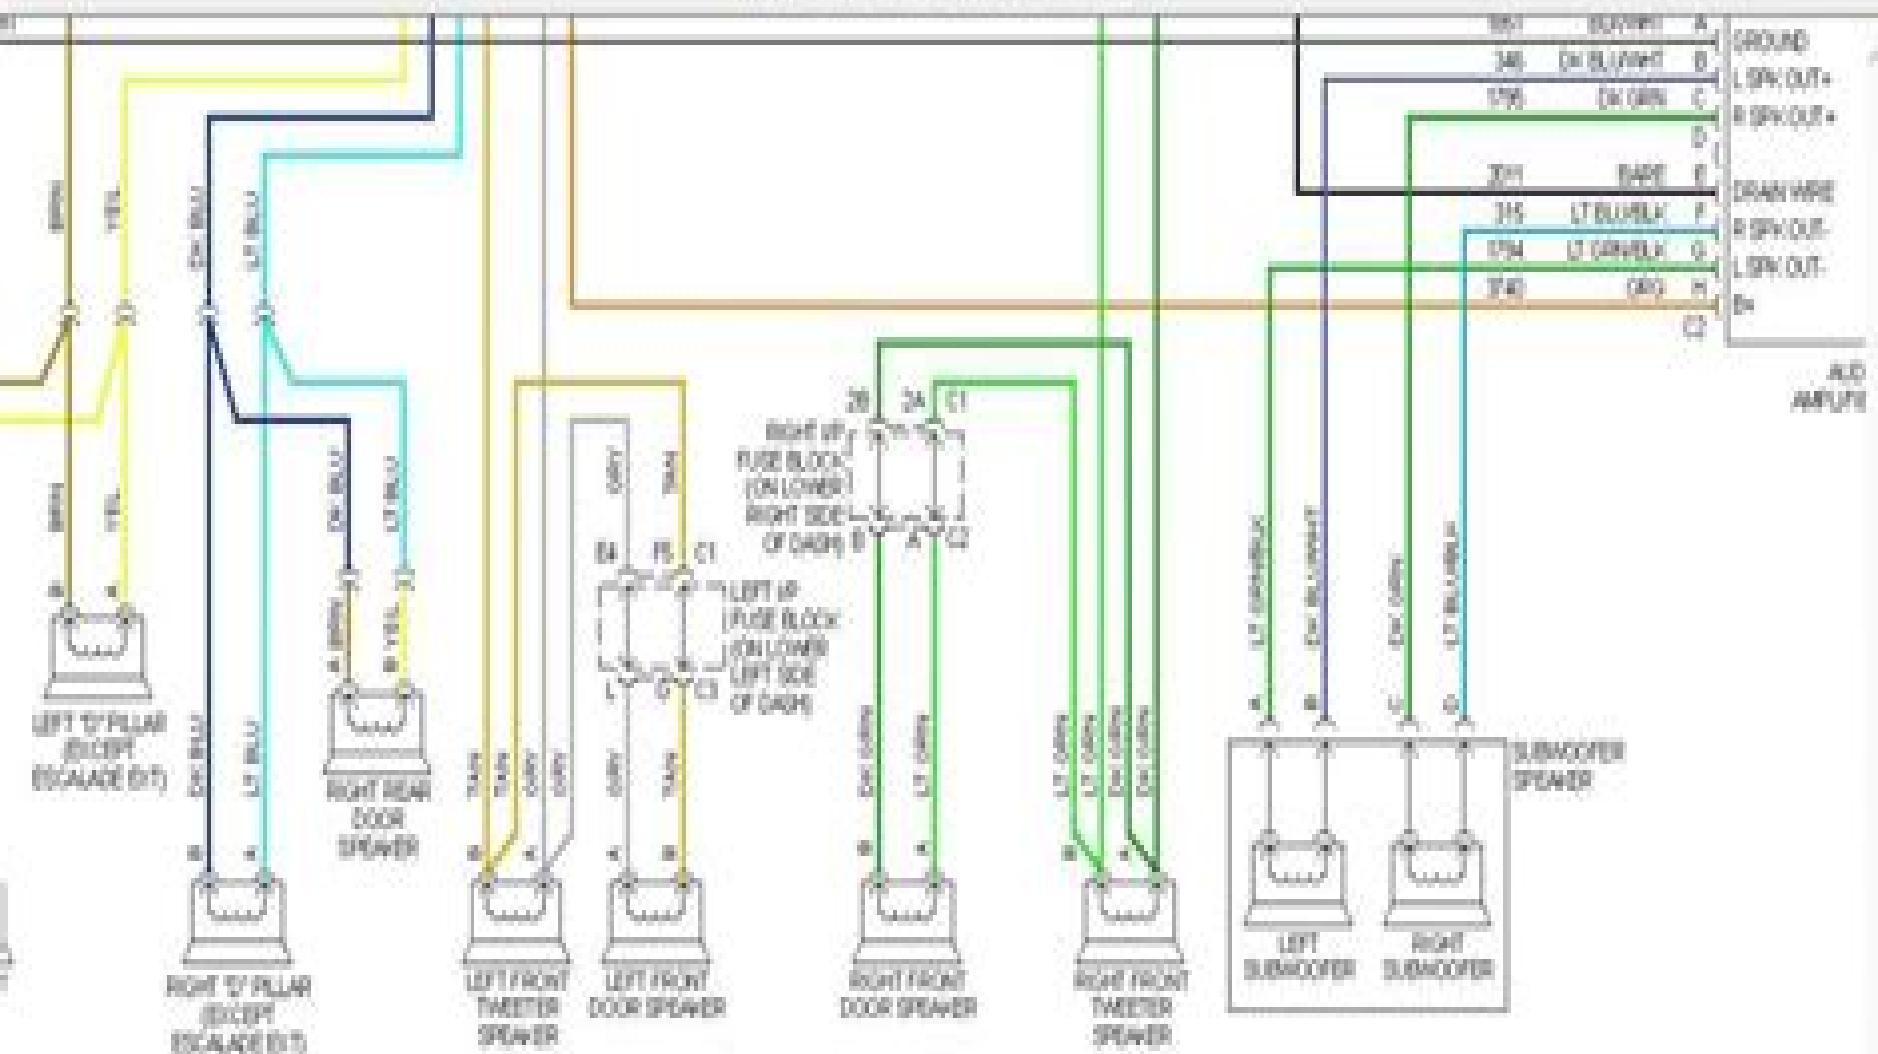 BLK/WHT A
GROUND
346 DK BLU/WHT B
L SPK OUT+
1795 DK GRN C
R SPK OUT+
D
BARE E
DRAIN WIRE
315 LT BLU/BLK F
R SPK OUT-
1794 LT GRN/BLK G
L SPK OUT-
3740 ORG H
B+
C2
AUD
AMPLIFI
BRN
YEL
DK BLU
LT BLU
BRN
YEL
DK BLU
LT BLU
GRY
TAN
B
A
A BRN
B YEL
LEFT "D" PILLAR
(EXCEPT
ESCALADE EXT)
RIGHT REAR
DOOR
SPEAKER
DK BLU
LT BLU
B
A
RIGHT "D" PILLAR
(EXCEPT
ESCALADE EXT)
TAN
TAN
GRY
GRY
B
A
LEFT FRONT
TWEETER
SPEAKER
C1
LEFT I/P
FUSE BLOCK
(ON LOWER
LEFT SIDE
OF DASH)
C3
GRY
TAN
A
B
LEFT FRONT
DOOR SPEAKER
2B 2A C1
RIGHT I/P
FUSE BLOCK
(ON LOWER
RIGHT SIDE
OF DASH)
B A C2
DK GRN
LT GRN
B
A
RIGHT FRONT
DOOR SPEAKER
LT GRN
LT GRN
DK GRN
DK GRN
B
A
RIGHT FRONT
TWEETER
SPEAKER
LT GRN/BLK
DK BLU/WHT
DK GRN
LT BLU/BLK
A
B
C
D
SUBWOOFER
SPEAKER
LEFT
SUBWOOFER
RIGHT
SUBWOOFER